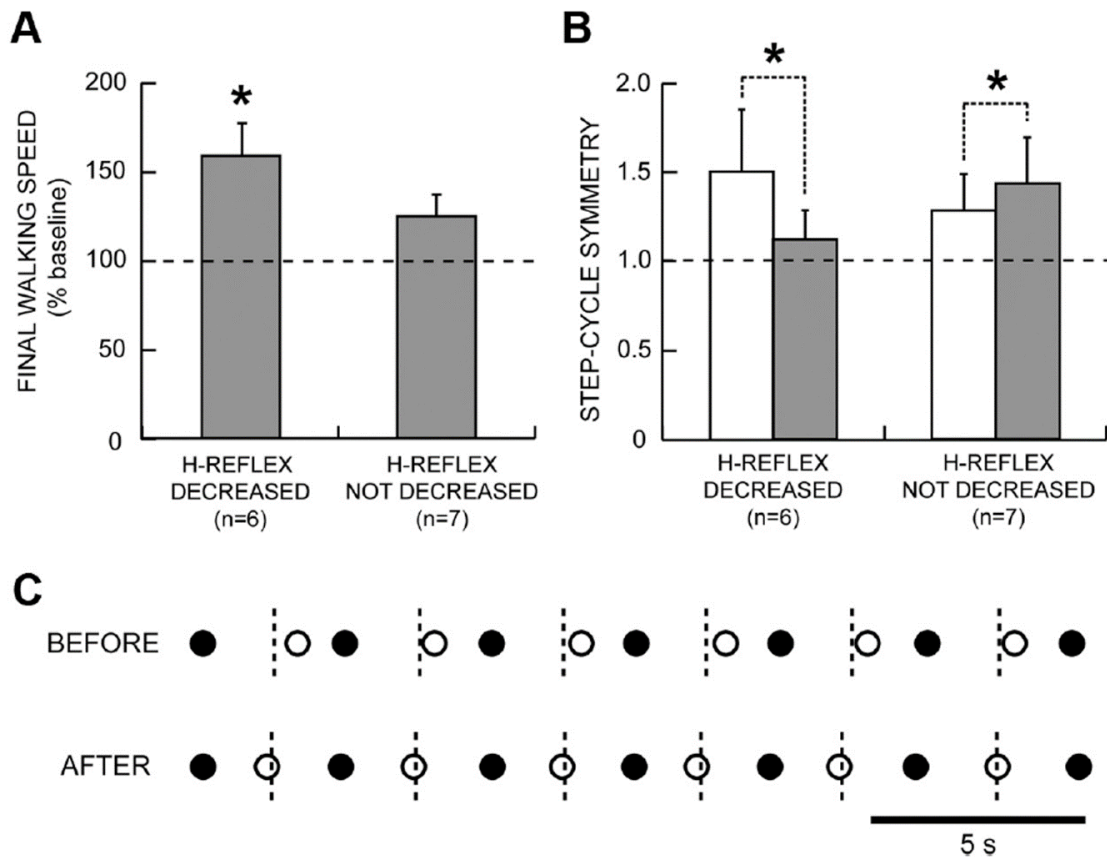 A
FINAL WALKING SPEED
(% baseline)
200
150
100
50
0
*
H-REFLEX
DECREASED
(n=6)
H-REFLEX
NOT DECREASED
(n=7)
B
STEP-CYCLE SYMMETRY
2.0
1.5
1.0
0.5
0
*
*
H-REFLEX
DECREASED
(n=6)
H-REFLEX
NOT DECREASED
(n=7)
C
BEFORE
AFTER
5 s